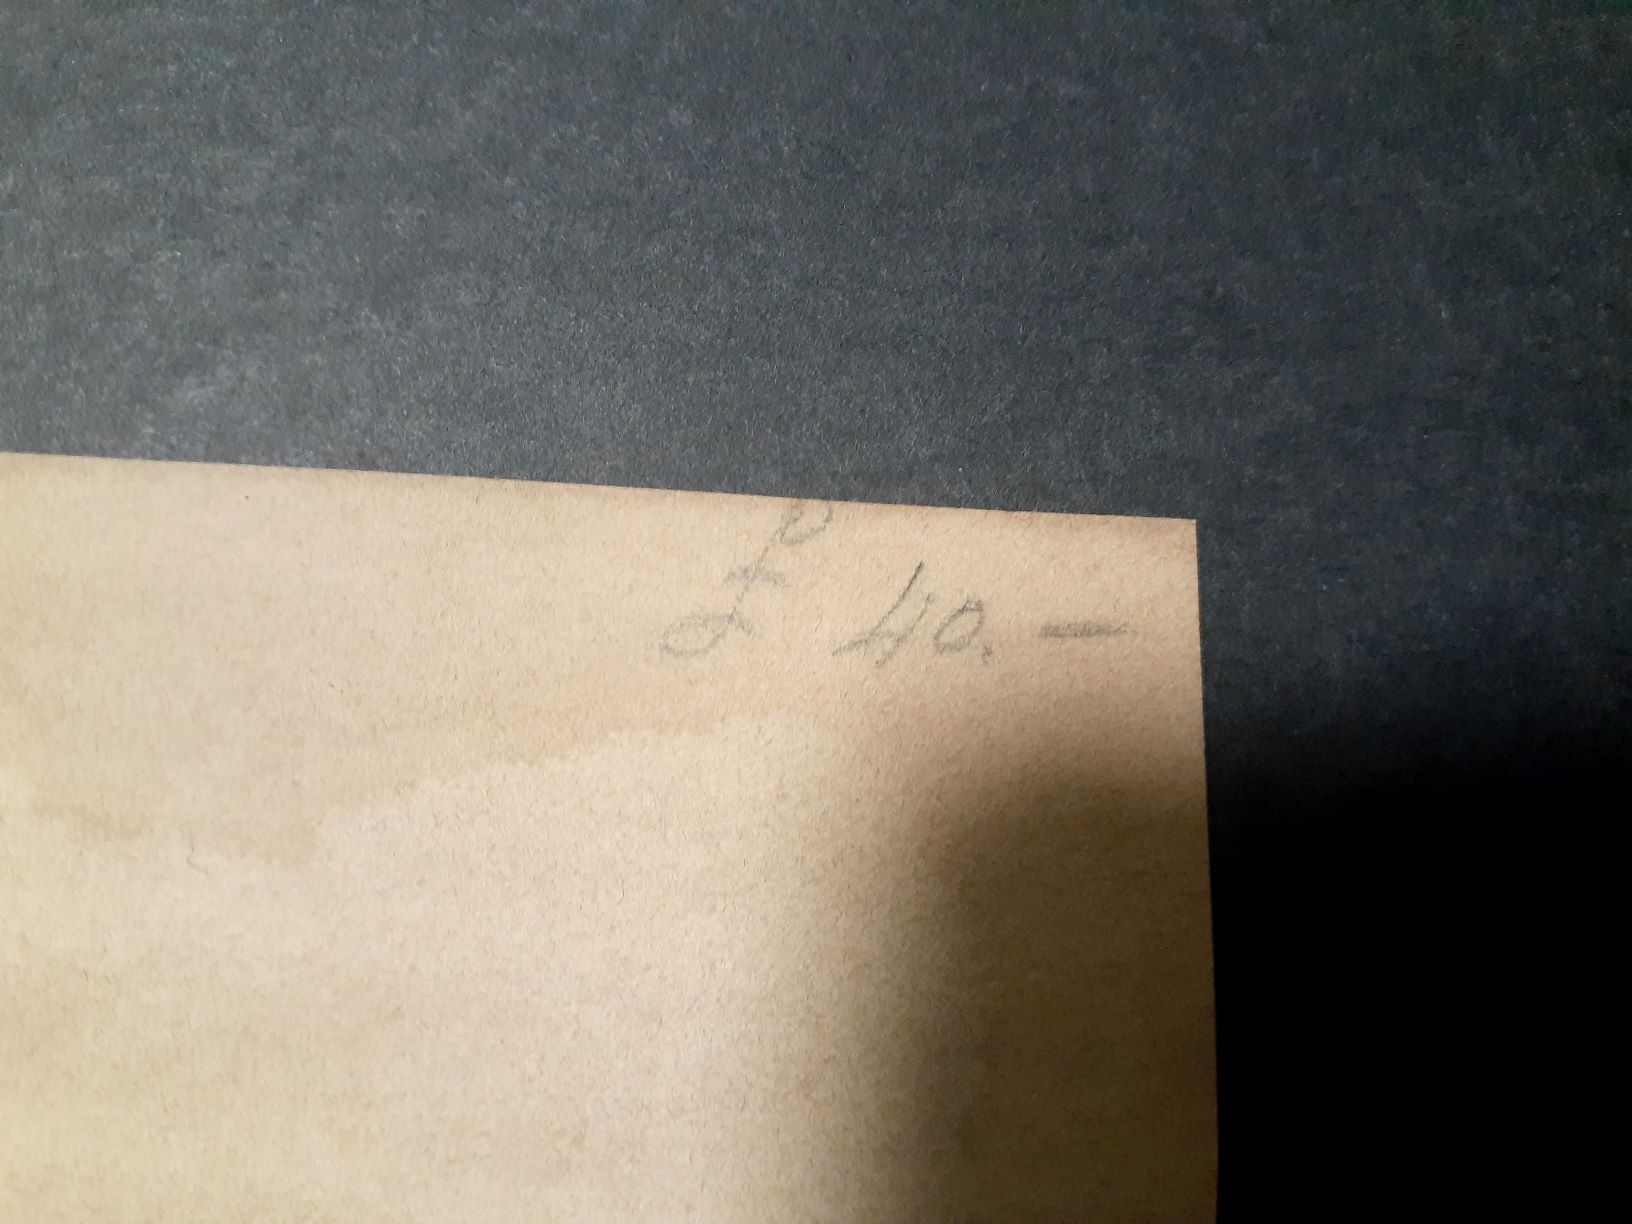 £ 40. —